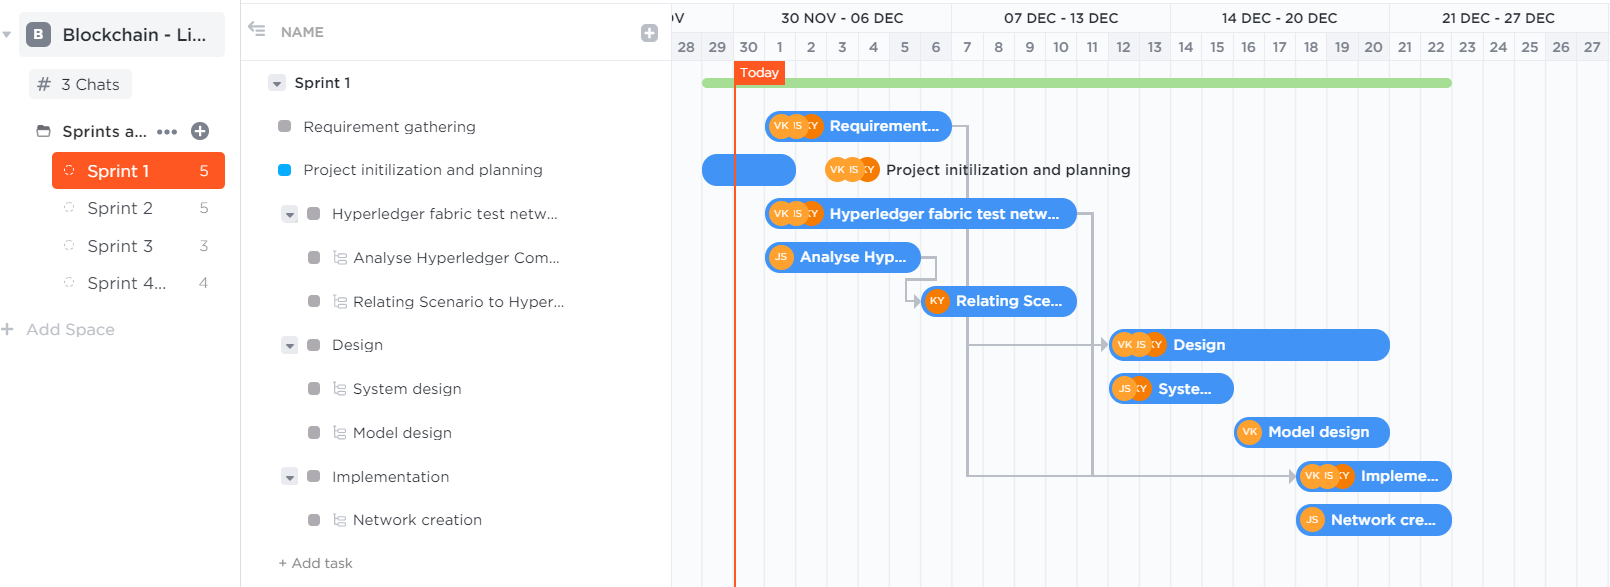 B Blockchain - Li...
# 3 Chats
Sprints a... •••
Sprint 1 5
Sprint 2 5
Sprint 3 3
Sprint 4... 4
+ Add Space
NAME
Sprint 1
Requirement gathering
Project initilization and planning
Hyperledger fabric test netw...
Analyse Hyperledger Com...
Relating Scenario to Hyper...
Design
System design
Model design
Implementation
Network creation
+ Add task
30 NOV - 06 DEC 07 DEC - 13 DEC 14 DEC - 20 DEC 21 DEC - 27 DEC
28 29 30 1 2 3 4 5 6 7 8 9 10 11 12 13 14 15 16 17 18 19 20 21 22 23 24 25 26 27
Today
VK JS KY Requirement...
VK JS KY Project initilization and planning
VK JS KY Hyperledger fabric test netw...
JS Analyse Hyp...
KY Relating Sce...
VK JS KY Design
JS KY Syste...
VK Model design
VK JS KY Impleme...
JS Network cre...